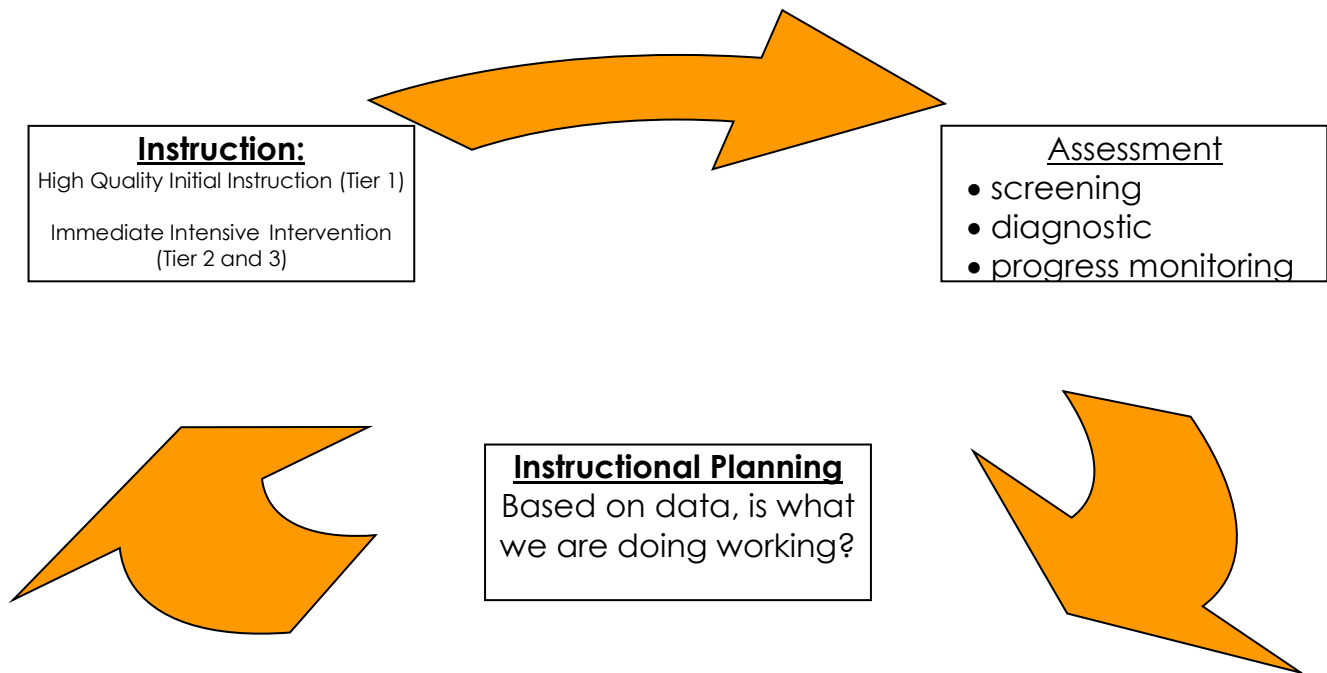 Instruction:
High Quality Initial Instruction (Tier 1)
Immediate Intensive Intervention
(Tier 2 and 3)
Assessment
• screening
• diagnostic
• progress monitoring
Instructional Planning
Based on data, is what
we are doing working?